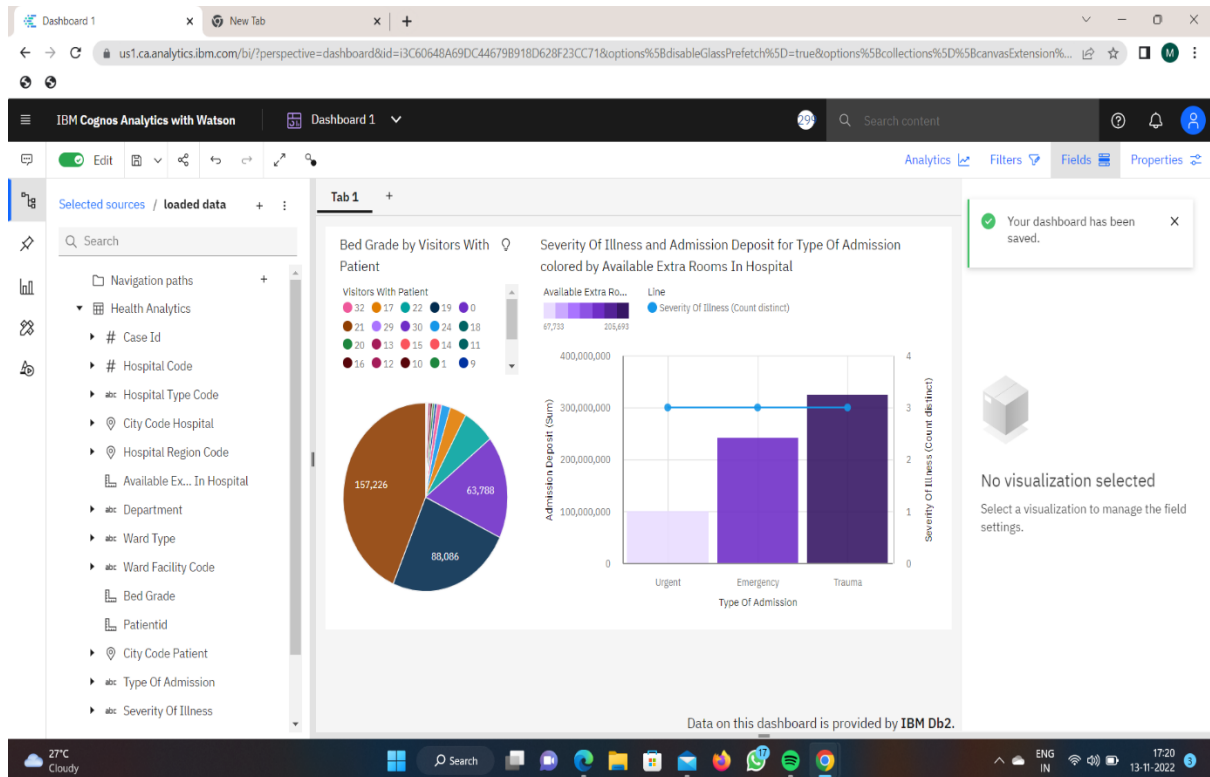 Dashboard 1
New Tab
us1.ca.analytics.ibm.com/bi/?perspective=dashboard&id=i3C60648A69DC44679B918D628F23CC71&options%5BdisableGlassPrefetch%5D=true&options%5Bcollections%5D%5BcanvasExtension%...
M
IBM Cognos Analytics with Watson
Dashboard 1
299
Search content
Edit
Analytics
Filters
Fields
Properties
Selected sources / loaded data
Search
Navigation paths
Health Analytics
# Case Id
# Hospital Code
abc Hospital Type Code
City Code Hospital
Hospital Region Code
Available Ex... In Hospital
abc Department
abc Ward Type
abc Ward Facility Code
Bed Grade
Patientid
City Code Patient
abc Type Of Admission
abc Severity Of Illness
Tab 1 +
Bed Grade by Visitors With
Patient
Visitors With Patient
32 17 22 19 0
21 29 30 24 18
20 13 15 14 11
16 12 10 1 9
157,226
63,788
88,086
Severity Of Illness and Admission Deposit for Type Of Admission
colored by Available Extra Rooms In Hospital
Available Extra Ro...
67,733 205,693
Line
Severity Of Illness (Count distinct)
Admission Deposit (Sum)
400,000,000
300,000,000
200,000,000
100,000,000
0
4
3
2
1
0
Severity Of Illness (Count distinct)
Urgent Emergency Trauma
Type Of Admission
Data on this dashboard is provided by IBM Db2.
Your dashboard has been
saved.
No visualization selected
Select a visualization to manage the field
settings.
27°C
Cloudy
Search
17
ENG
IN
17:20
13-11-2022
3